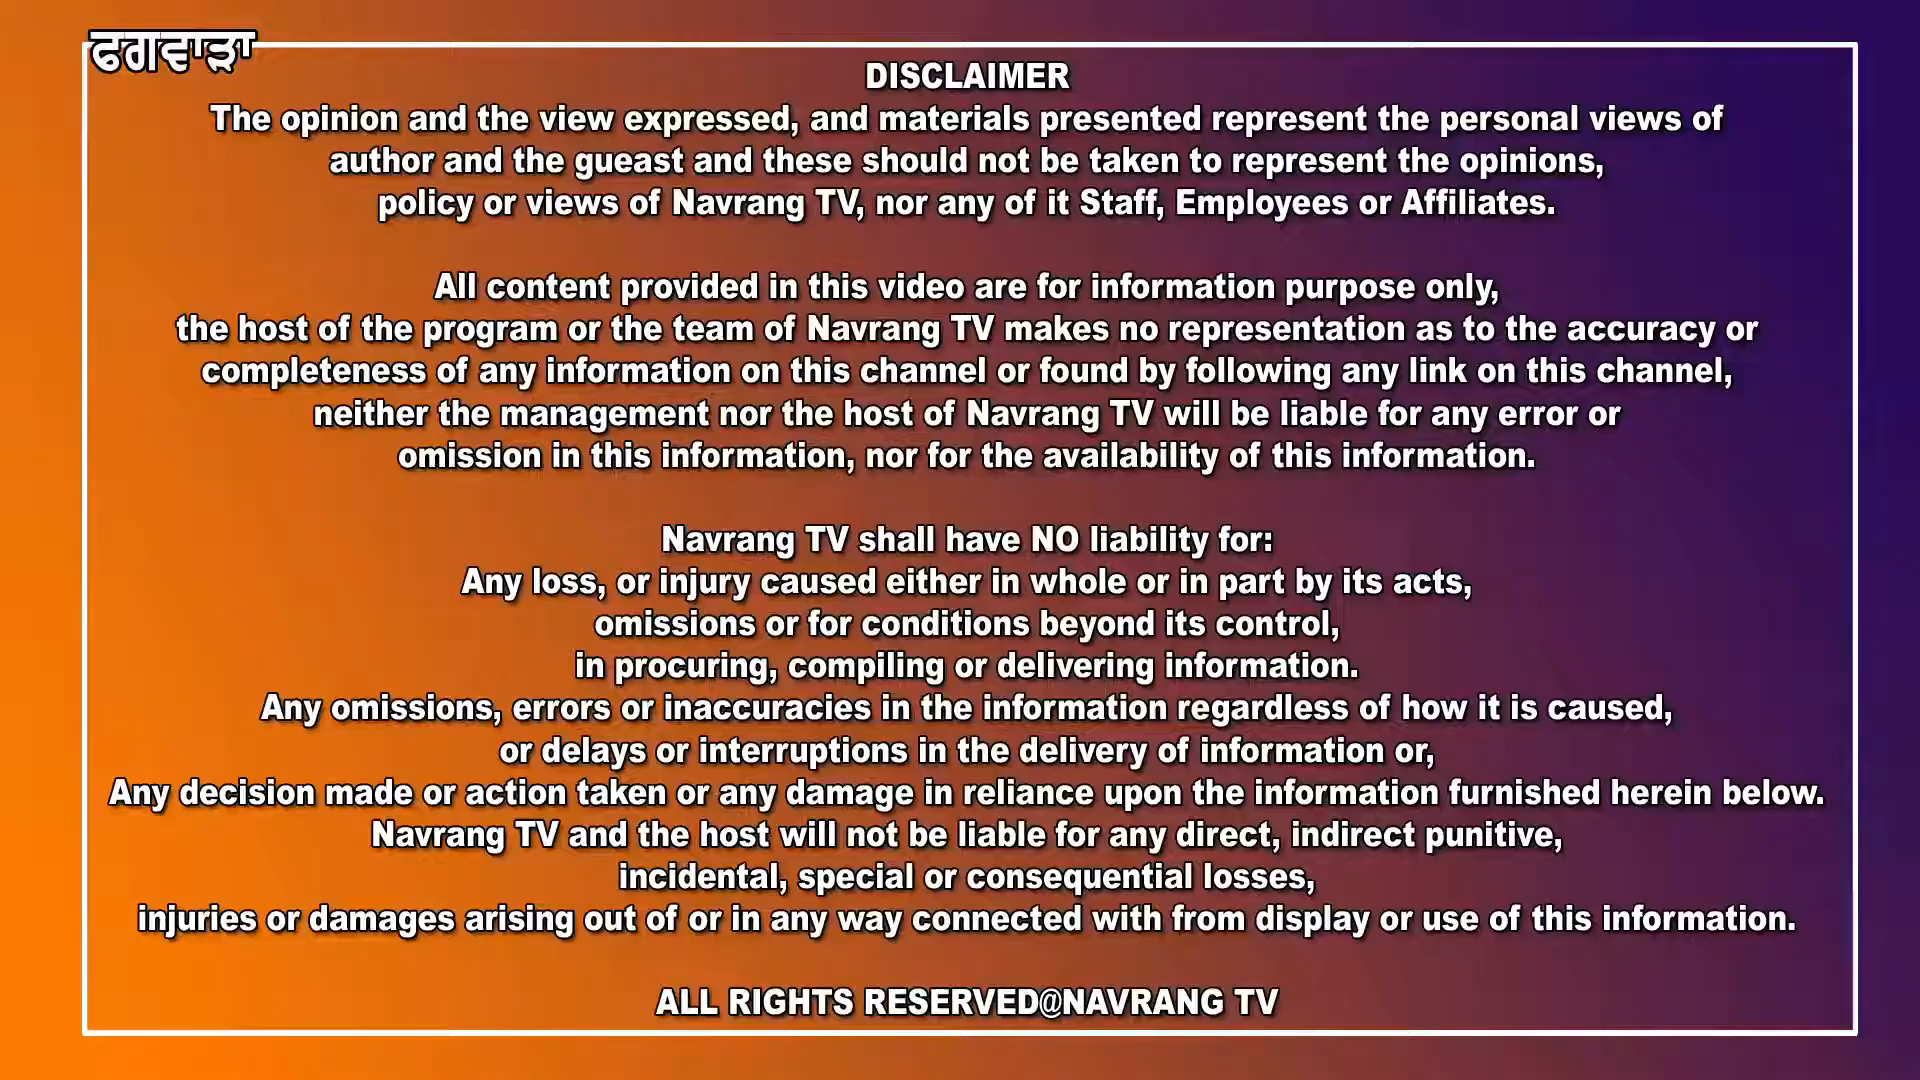 ਫਗਵਾੜਾ
DISCLAIMER
The opinion and the view expressed, and materials presented represent the personal views of
author and the gueast and these should not be taken to represent the opinions,
policy or views of Navrang TV, nor any of it Staff, Employees or Affiliates.
All content provided in this video are for information purpose only,
the host of the program or the team of Navrang TV makes no representation as to the accuracy or
completeness of any information on this channel or found by following any link on this channel,
neither the management nor the host of Navrang TV will be liable for any error or
omission in this information, nor for the availability of this information.
Navrang TV shall have NO liability for:
Any loss, or injury caused either in whole or in part by its acts,
omissions or for conditions beyond its control,
in procuring, compiling or delivering information.
Any omissions, errors or inaccuracies in the information regardless of how it is caused,
or delays or interruptions in the delivery of information or,
Any decision made or action taken or any damage in reliance upon the information furnished herein below.
Navrang TV and the host will not be liable for any direct, indirect punitive,
incidental, special or consequential losses,
injuries or damages arising out of or in any way connected with from display or use of this information.
ALL RIGHTS RESERVED@NAVRANG TV